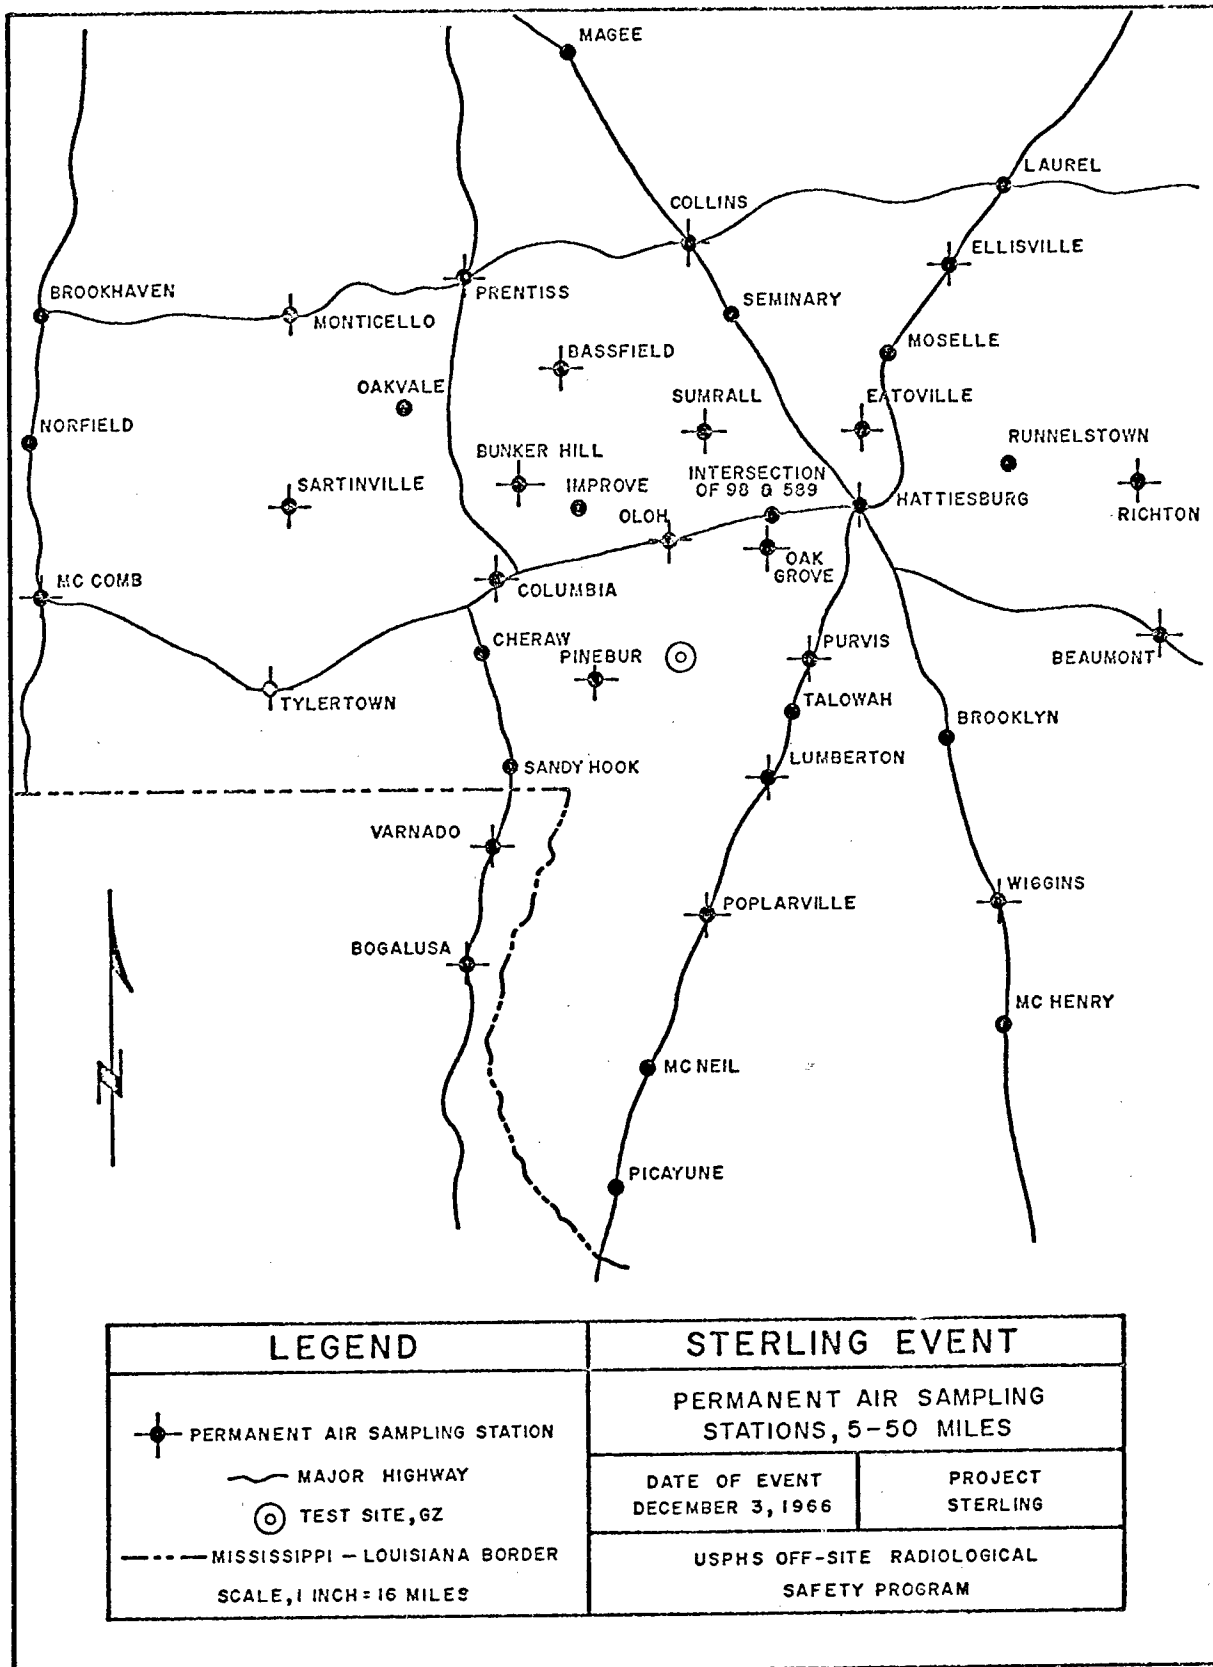 MAGEE
LAUREL
COLLINS
ELLISVILLE
BROOKHAVEN
PRENTISS
SEMINARY
MONTICELLO
MOSELLE
BASSFIELD
OAKVALE
SUMRALL
EATOVILLE
NORFIELD
RUNNELSTOWN
BUNKER HILL
INTERSECTION
OF 98 & 589
SARTINVILLE
IMPROVE
HATTIESBURG
RICHTON
OLOH
OAK
GROVE
MC COMB
COLUMBIA
CHERAW
PURVIS
PINEBUR
BEAUMONT
TYLERTOWN
TALOWAH
BROOKLYN
LUMBERTON
SANDY HOOK
VARNADO
WIGGINS
POPLARVILLE
BOGALUSA
MC HENRY
N
MC NEIL
PICAYUNE
LEGEND
PERMANENT AIR SAMPLING STATION
MAJOR HIGHWAY
TEST SITE, GZ
MISSISSIPPI - LOUISIANA BORDER
SCALE, 1 INCH = 16 MILES
STERLING EVENT
PERMANENT AIR SAMPLING
STATIONS, 5-50 MILES
DATE OF EVENT
DECEMBER 3, 1966
PROJECT
STERLING
USPHS OFF-SITE RADIOLOGICAL
SAFETY PROGRAM